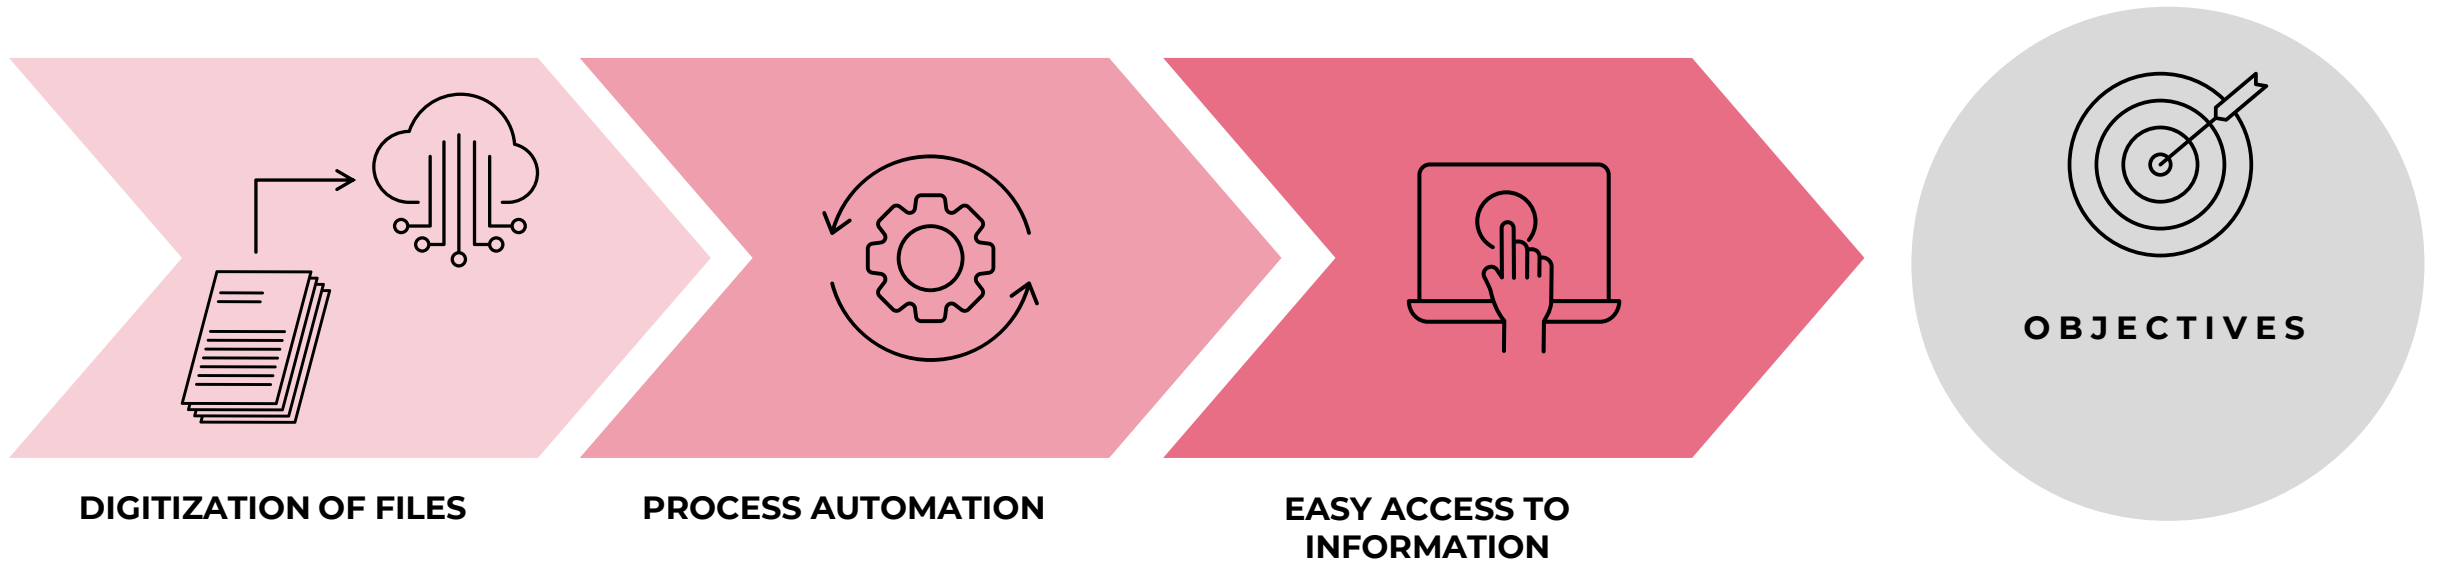 OBJECTIVES
DIGITIZATION OF FILES
PROCESS AUTOMATION
EASY ACCESS TO
INFORMATION